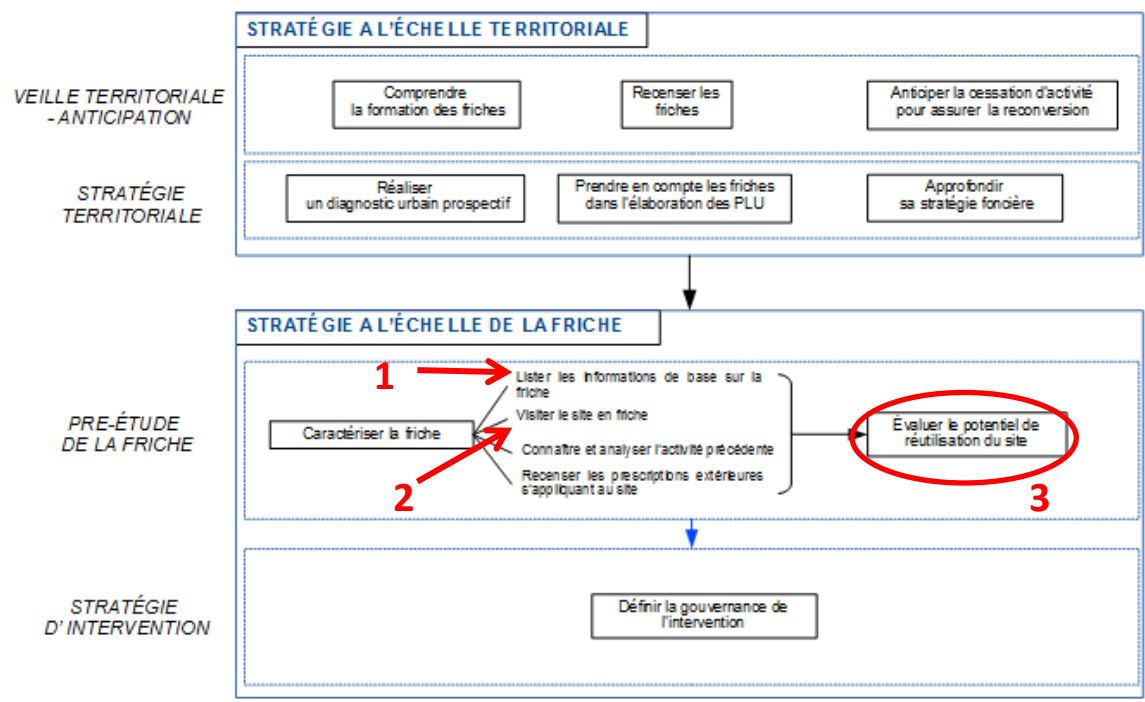 STRATÉGIE A L'ÉCHELLE TERRITORIALE
VEILLE TERRITORIALE
- ANTICIPATION
Comprendre
la formation des friches
Recenser les
friches
Anticiper la cessation d'activité
pour assurer la reconversion
STRATÉGIE
TERRITORIALE
Réaliser
un diagnostic urbain prospectif
Prendre en compte les friches
dans l'élaboration des PLU
Approfondir
sa stratégie foncière
STRATÉGIE A L'ÉCHELLE DE LA FRICHE
PRE-ÉTUDE
DE LA FRICHE
Caractériser la friche
1
Lister les informations de base sur la
friche
Visiter le site en friche
Connaître et analyser l'activité précédente
2
Recenser les prescriptions extérieures
s'appliquant au site
Évaluer le potentiel de
réutilisation du site
3
STRATÉGIE
D' INTERVENTION
Définir la gouvernance de
l'intervention